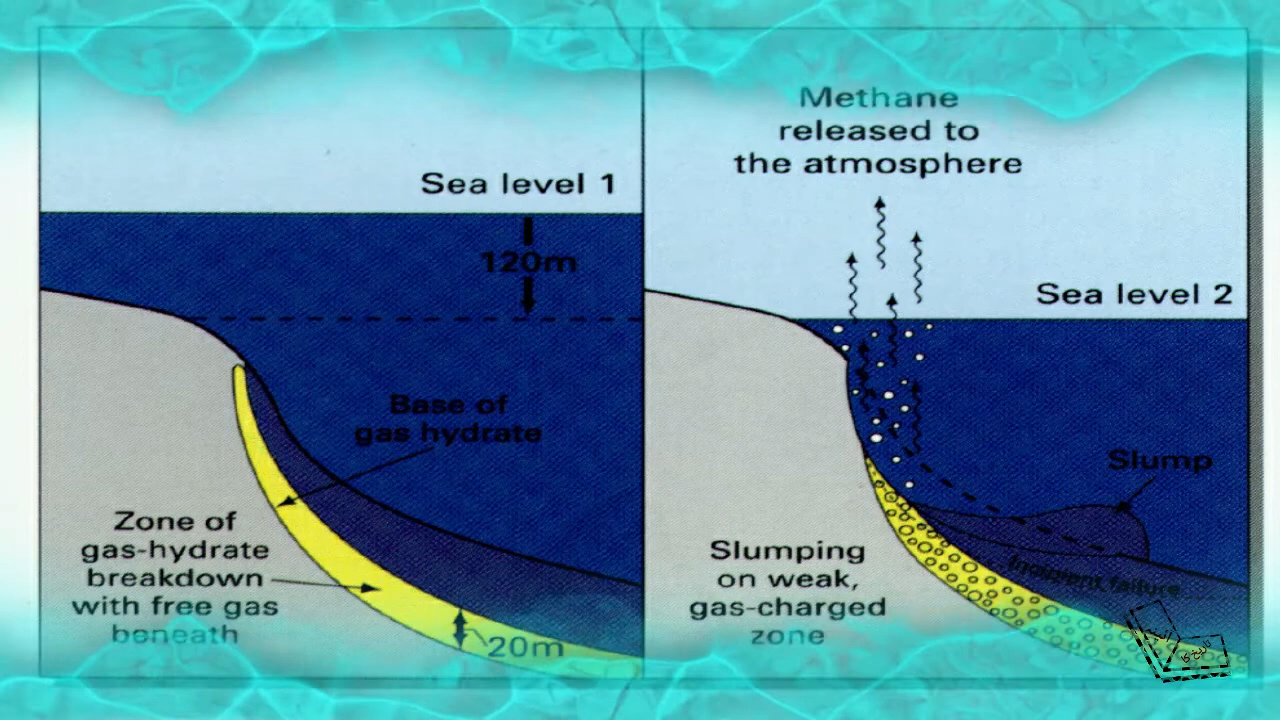 Sea level 1
120m
Base of
gas hydrate
Zone of
gas-hydrate
breakdown
with free gas
beneath
20m
Methane
released to
the atmosphere
Sea level 2
Slump
Slumping
on weak,
gas-charged
zone
failure